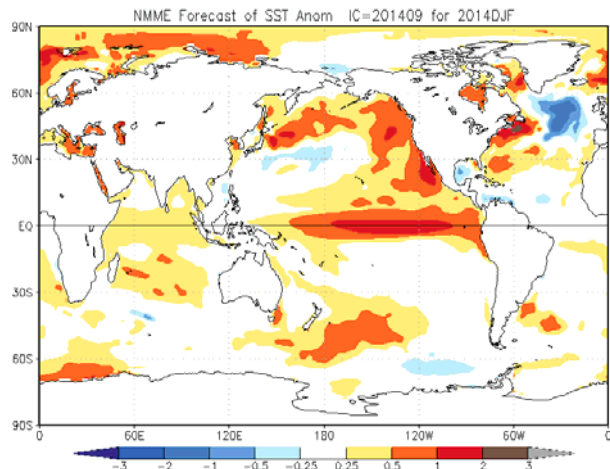 NMME Forecast of SST Anom IC=201409 for 2014DJF
90N
60N
30N
EQ
30S
60S
90S
0 60E 120E 180 120W 60W 0
-3 -2 -1 -0.5 -0.25 0.25 0.5 1 2 3